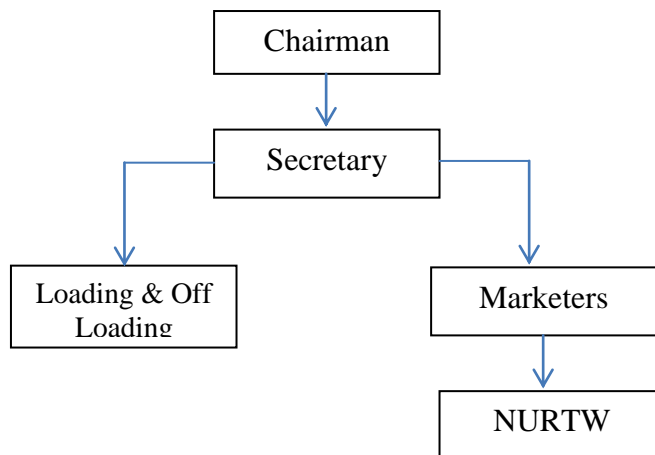 Chairman
Secretary
Loading & Off
Loading
Marketers
NURTW